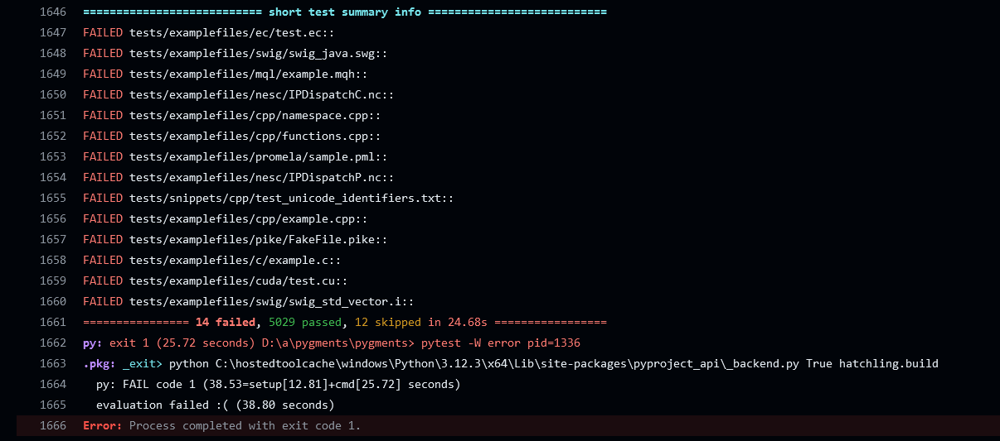 1646 =========================== short test summary info ===========================
1647 FAILED tests/examplefiles/ec/test.ec::
1648 FAILED tests/examplefiles/swig/swig_java.swg::
1649 FAILED tests/examplefiles/mql/example.mqh::
1650 FAILED tests/examplefiles/nesc/IPDispatchC.nc::
1651 FAILED tests/examplefiles/cpp/namespace.cpp::
1652 FAILED tests/examplefiles/cpp/functions.cpp::
1653 FAILED tests/examplefiles/promela/sample.pml::
1654 FAILED tests/examplefiles/nesc/IPDispatchP.nc::
1655 FAILED tests/snippets/cpp/test_unicode_identifiers.txt::
1656 FAILED tests/examplefiles/cpp/example.cpp::
1657 FAILED tests/examplefiles/pike/FakeFile.pike::
1658 FAILED tests/examplefiles/c/example.c::
1659 FAILED tests/examplefiles/cuda/test.cu::
1660 FAILED tests/examplefiles/swig/swig_std_vector.i::
1661 ================ 14 failed, 5029 passed, 12 skipped in 24.68s =================
1662 py: exit 1 (25.72 seconds) D:\a\pygments\pygments> pytest -W error pid=1336
1663 .pkg: _exit> python C:\hostedtoolcache\windows\Python\3.12.3\x64\Lib\site-packages\pyproject_api\_backend.py True hatchling.build
1664 py: FAIL code 1 (38.53=setup[12.81]+cmd[25.72] seconds)
1665 evaluation failed :( (38.80 seconds)
1666 Error: Process completed with exit code 1.